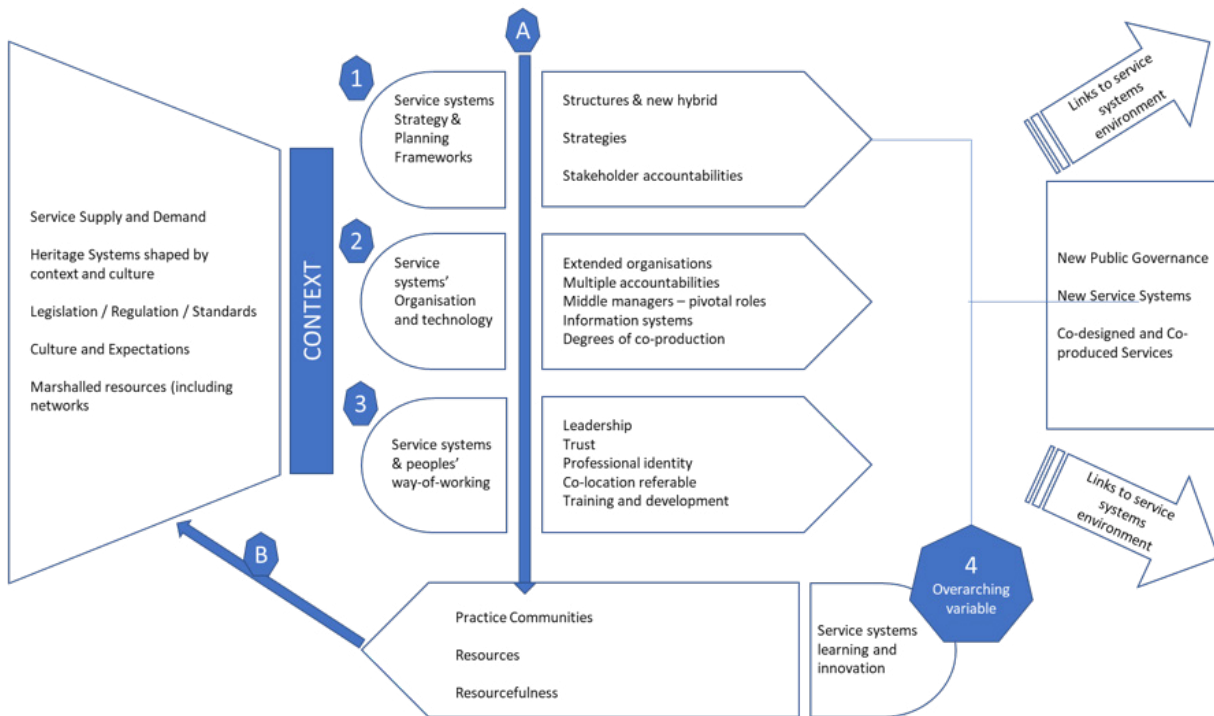 Service Supply and Demand
Heritage Systems shaped by
context and culture
Legislation / Regulation / Standards
Culture and Expectations
Marshalled resources (including
networks
CONTEXT
A
1
Service systems
Strategy &
Planning
Frameworks
Structures & new hybrid
Strategies
Stakeholder accountabilities
2
Service
systems'
Organisation
and technology
Extended organisations
Multiple accountabilities
Middle managers – pivotal roles
Information systems
Degrees of co-production
3
Service systems
& peoples'
way-of-working
Leadership
Trust
Professional identity
Co-location referable
Training and development
B
Practice Communities
Resources
Resourcefulness
Service systems
learning and
innovation
4
Overarching
variable
Links to service
systems
environment
New Public Governance
New Service Systems
Co-designed and Co-
produced Services
Links to service
systems
environment